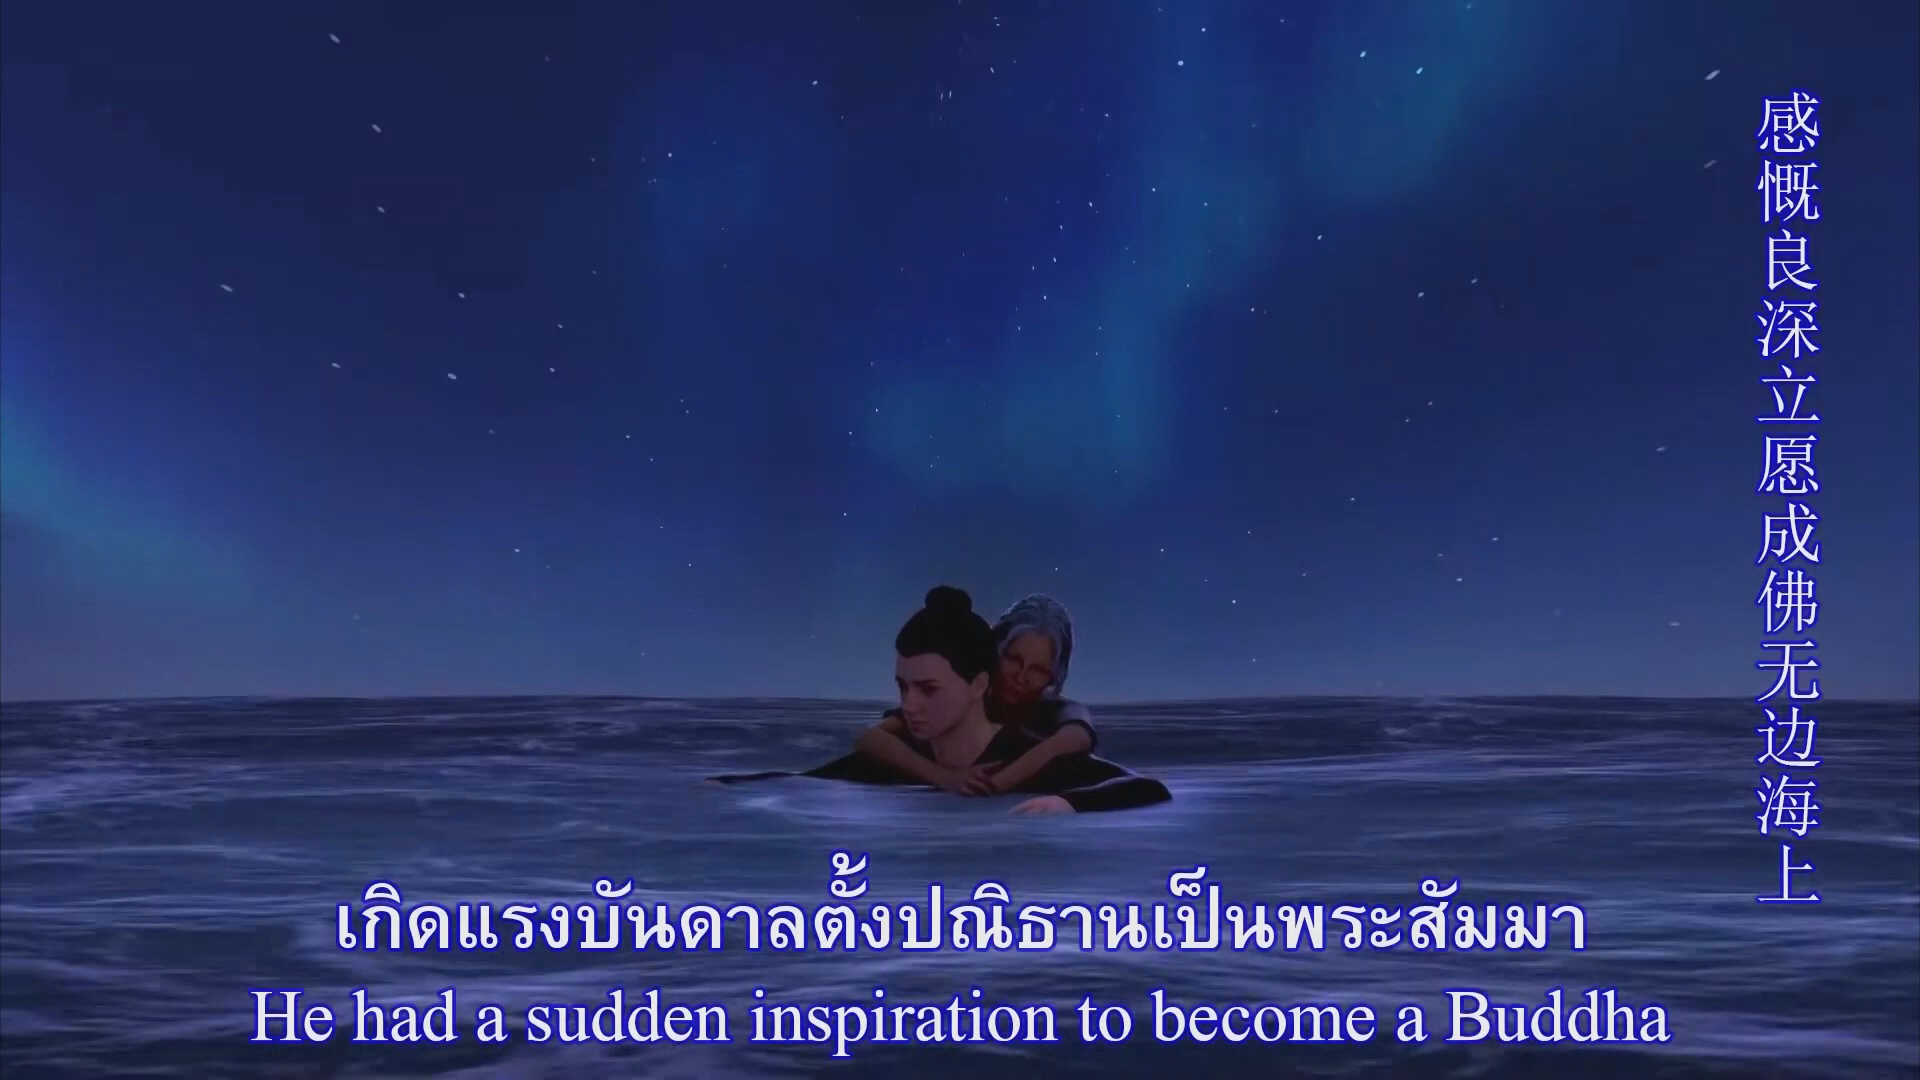 感慨良深立愿成佛无边海上
เกิดแรงบันดาลตั้งปณิธานเป็นพระสัมมา
He had a sudden inspiration to become a Buddha